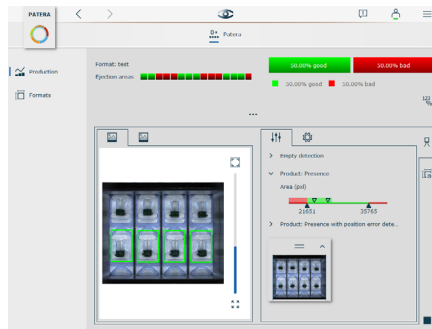 PATERA
Patera
Production
Formats
Format: test
Ejection areas
50.00% good
50.00% bad
50.00% good
50.00% bad
123
%
Empty detection
Product: Presence
Area (pxl)
21651
35765
Product: Presence with position error dete...